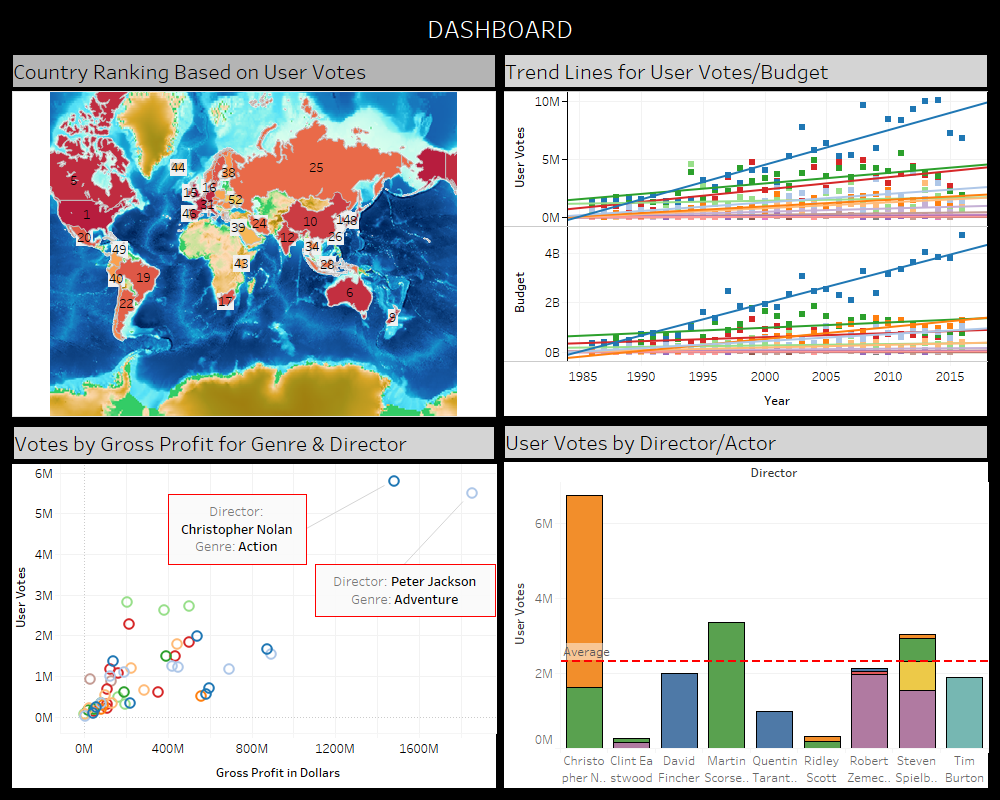 DASHBOARD
Country Ranking Based on User Votes
44
5
38
25
16
52
1
10
148
20
39
24
12
26
49
34
43
28
40
19
6
22
17
9
Trend Lines for User Votes/Budget
10M
5M
0M
User Votes
4B
2B
0B
Budget
1985 1990 1995 2000 2005 2010 2015
Year
Votes by Gross Profit for Genre & Director
6M
5M
4M
3M
2M
1M
0M
User Votes
Director:
Christopher Nolan
Genre: Action
Director: Peter Jackson
Genre: Adventure
0M 400M 800M 1200M 1600M
Gross Profit in Dollars
User Votes by Director/Actor
Director
6M
4M
2M
0M
User Votes
Average
Christo
pher N..
Clint Ea
stwood
David
Fincher
Martin
Scorse..
Quentin
Tarant..
Ridley
Scott
Robert
Zemec..
Steven
Spielb..
Tim
Burton